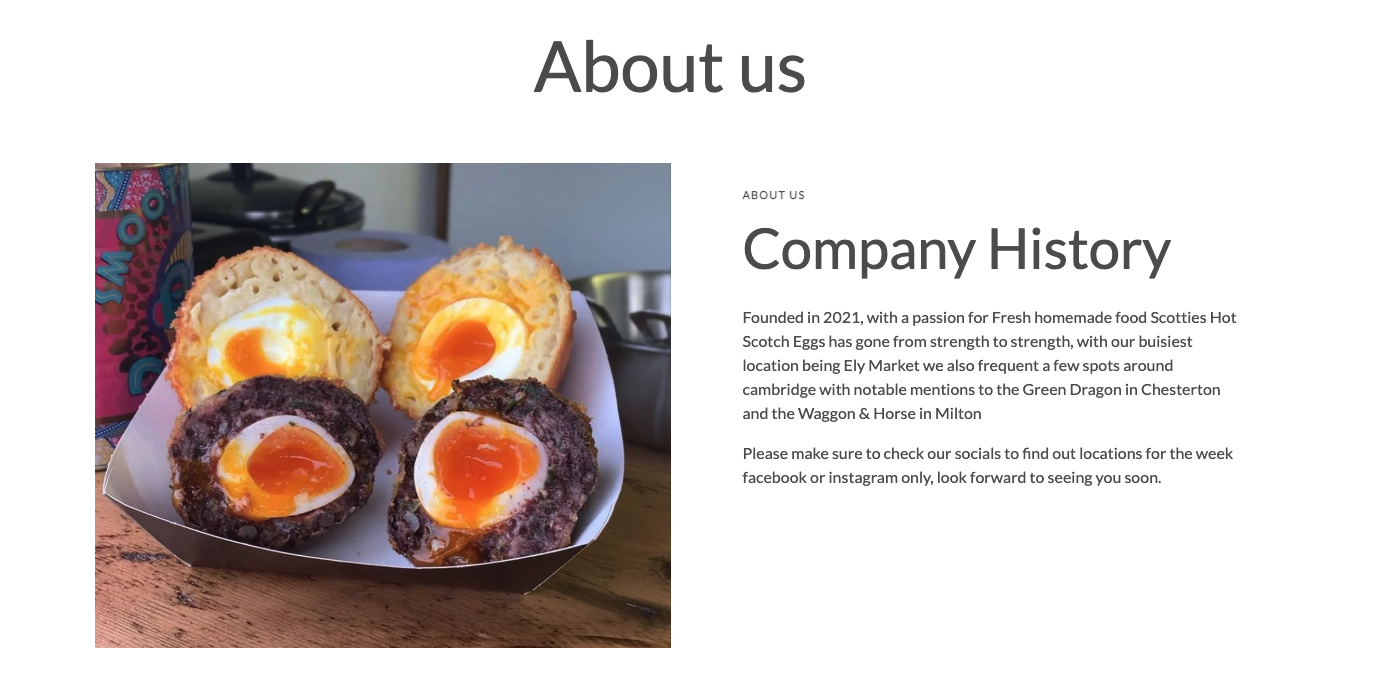 About us
SMOOTH
ABOUT US
Company History
Founded in 2021, with a passion for Fresh homemade food Scotties Hot
Scotch Eggs has gone from strength to strength, with our buisiest
location being Ely Market we also frequent a few spots around
cambridge with notable mentions to the Green Dragon in Chesterton
and the Waggon & Horse in Milton
Please make sure to check our socials to find out locations for the week
facebook or instagram only, look forward to seeing you soon.